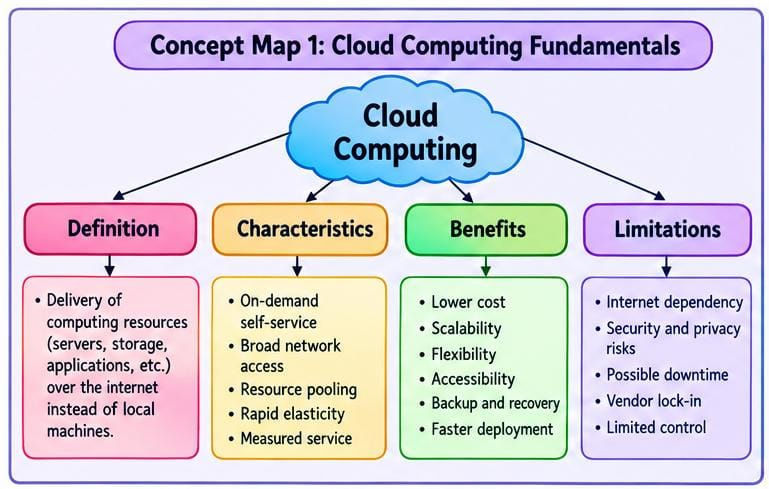 Concept Map 1: Cloud Computing Fundamentals
Cloud
Computing
Definition
• Delivery of
computing resources
(servers, storage,
applications, etc.)
over the internet
instead of local
machines.
Characteristics
• On-demand
self-service
• Broad network
access
• Resource pooling
• Rapid elasticity
• Measured service
Benefits
• Lower cost
• Scalability
• Flexibility
• Accessibility
• Backup and recovery
• Faster deployment
Limitations
• Internet dependency
• Security and privacy
risks
• Possible downtime
• Vendor lock-in
• Limited control